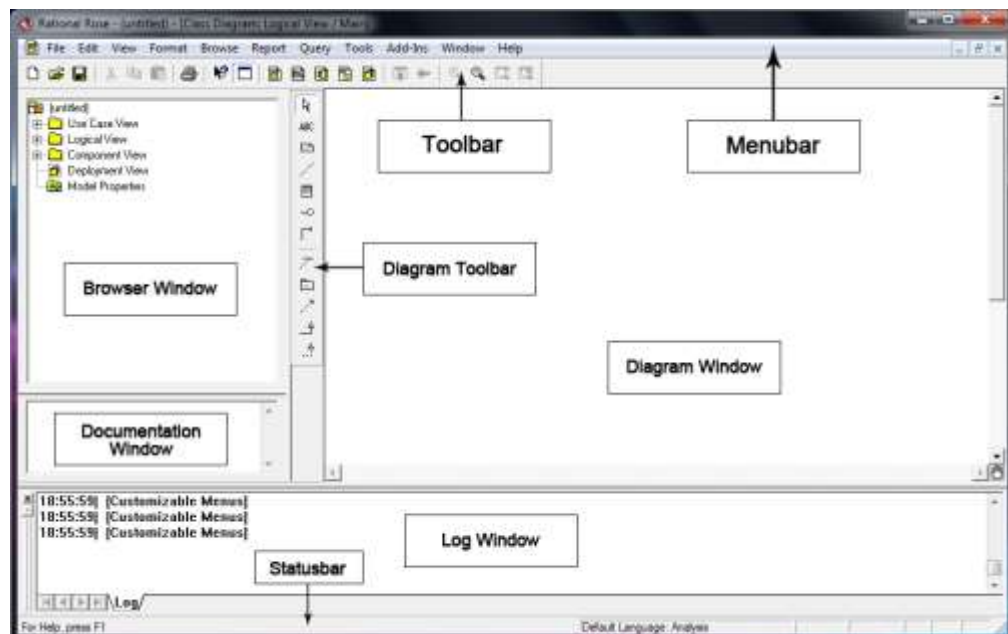 Rational Rose - (untitled) - [Class Diagram: Logical View / Main]
File Edit View Format Browse Report Query Tools Add-Ins Window Help
(untitled)
Use Case View
Logical View
Component View
Deployment View
Model Properties
ABC
Toolbar
Menubar
Diagram Toolbar
Browser Window
Diagram Window
Documentation
Window
18:55:59| [Customizable Menus]
18:55:59| [Customizable Menus]
18:55:59| [Customizable Menus]
Log Window
Statusbar
Log
For Help, press F1
Default Language: Analysis